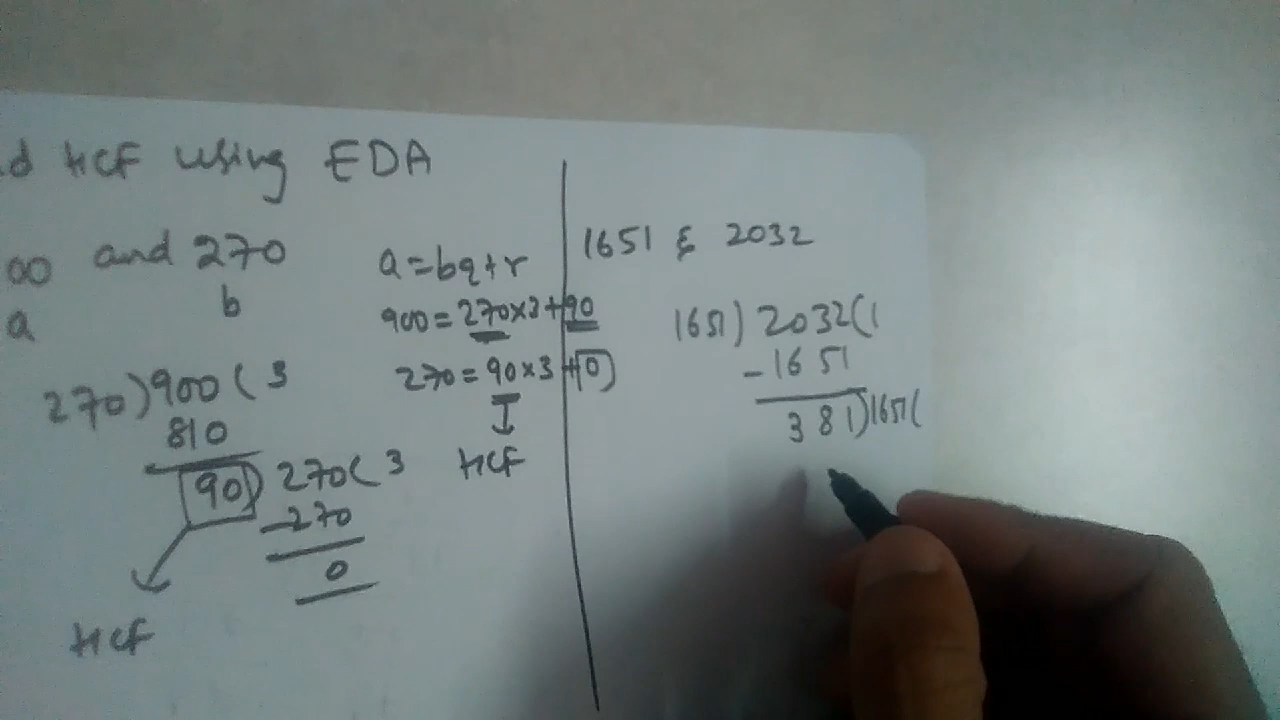 d HCF using EDA
00 and 270
a b
270)900(3
810
90)270(3
-270
0
HCF
a=bq+r
900=270×3+90
270=90×3+0
HCF
1651 & 2032
1651)2032(1
-1651
381)1651(